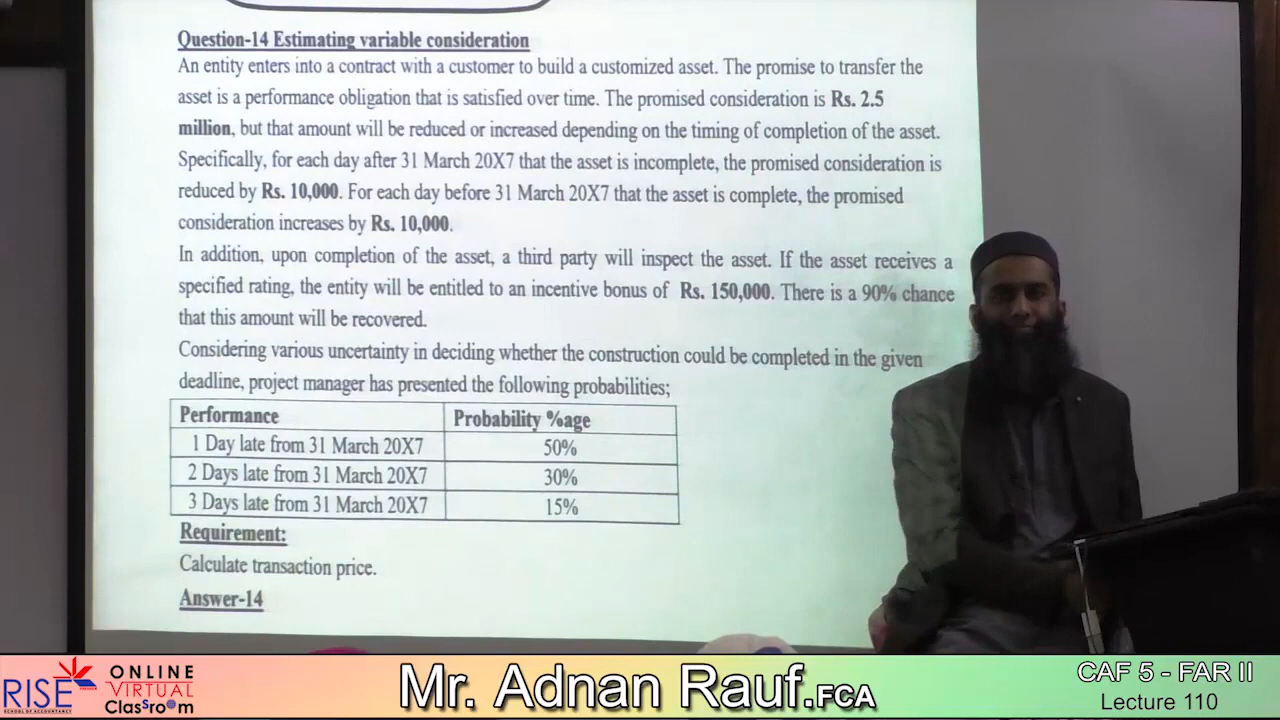 Question-14 Estimating variable consideration
An entity enters into a contract with a customer to build a customized asset. The promise to transfer the
asset is a performance obligation that is satisfied over time. The promised consideration is Rs. 2.5
million, but that amount will be reduced or increased depending on the timing of completion of the asset.
Specifically, for each day after 31 March 20X7 that the asset is incomplete, the promised consideration is
reduced by Rs. 10,000. For each day before 31 March 20X7 that the asset is complete, the promised
consideration increases by Rs. 10,000.
In addition, upon completion of the asset, a third party will inspect the asset. If the asset receives a
specified rating, the entity will be entitled to an incentive bonus of Rs. 150,000. There is a 90% chance
that this amount will be recovered.
Considering various uncertainty in deciding whether the construction could be completed in the given
deadline, project manager has presented the following probabilities;
Performance Probability %age
1 Day late from 31 March 20X7 50%
2 Days late from 31 March 20X7 30%
3 Days late from 31 March 20X7 15%
Requirement:
Calculate transaction price.
Answer-14
RISE
SCHOOL OF ACCOUNTANCY
ONLINE
VIRTUAL
Classroom
Mr. Adnan Rauf.FCA
CAF 5 - FAR II
Lecture 110